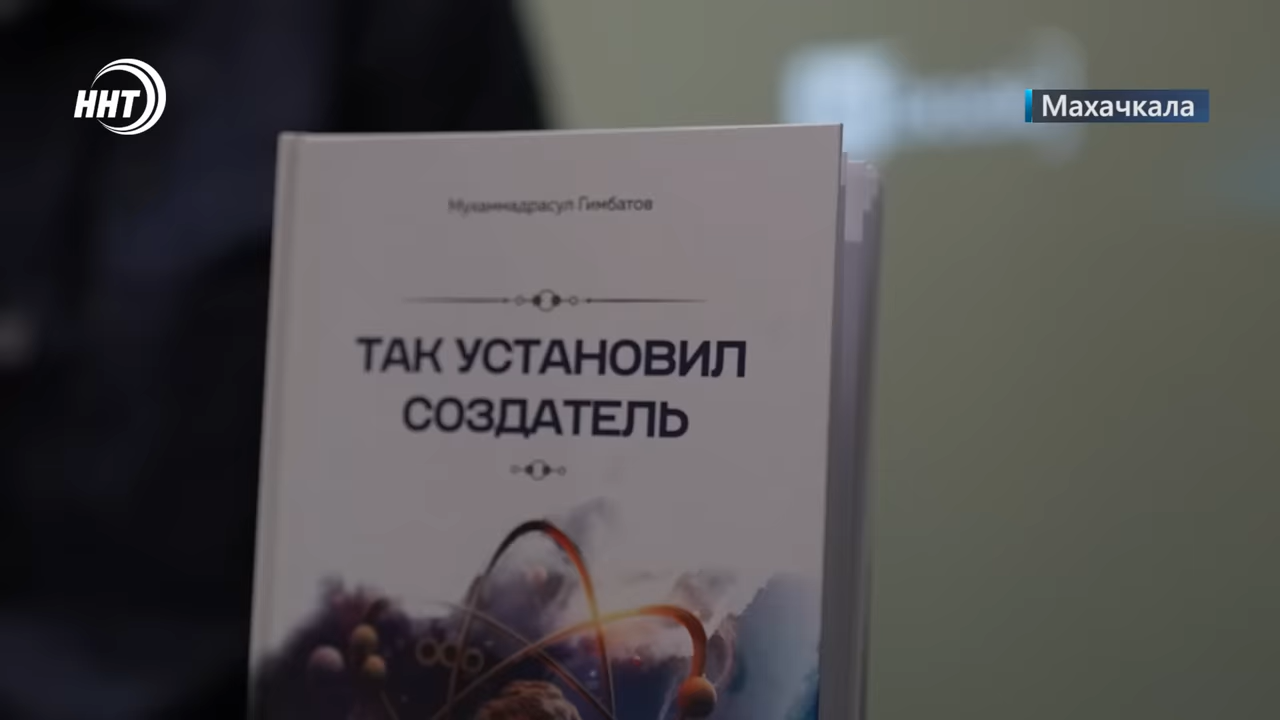 ННТ
Махачкала
Мухаммадрасул Гимбатов
ТАК УСТАНОВИЛ
СОЗДАТЕЛЬ